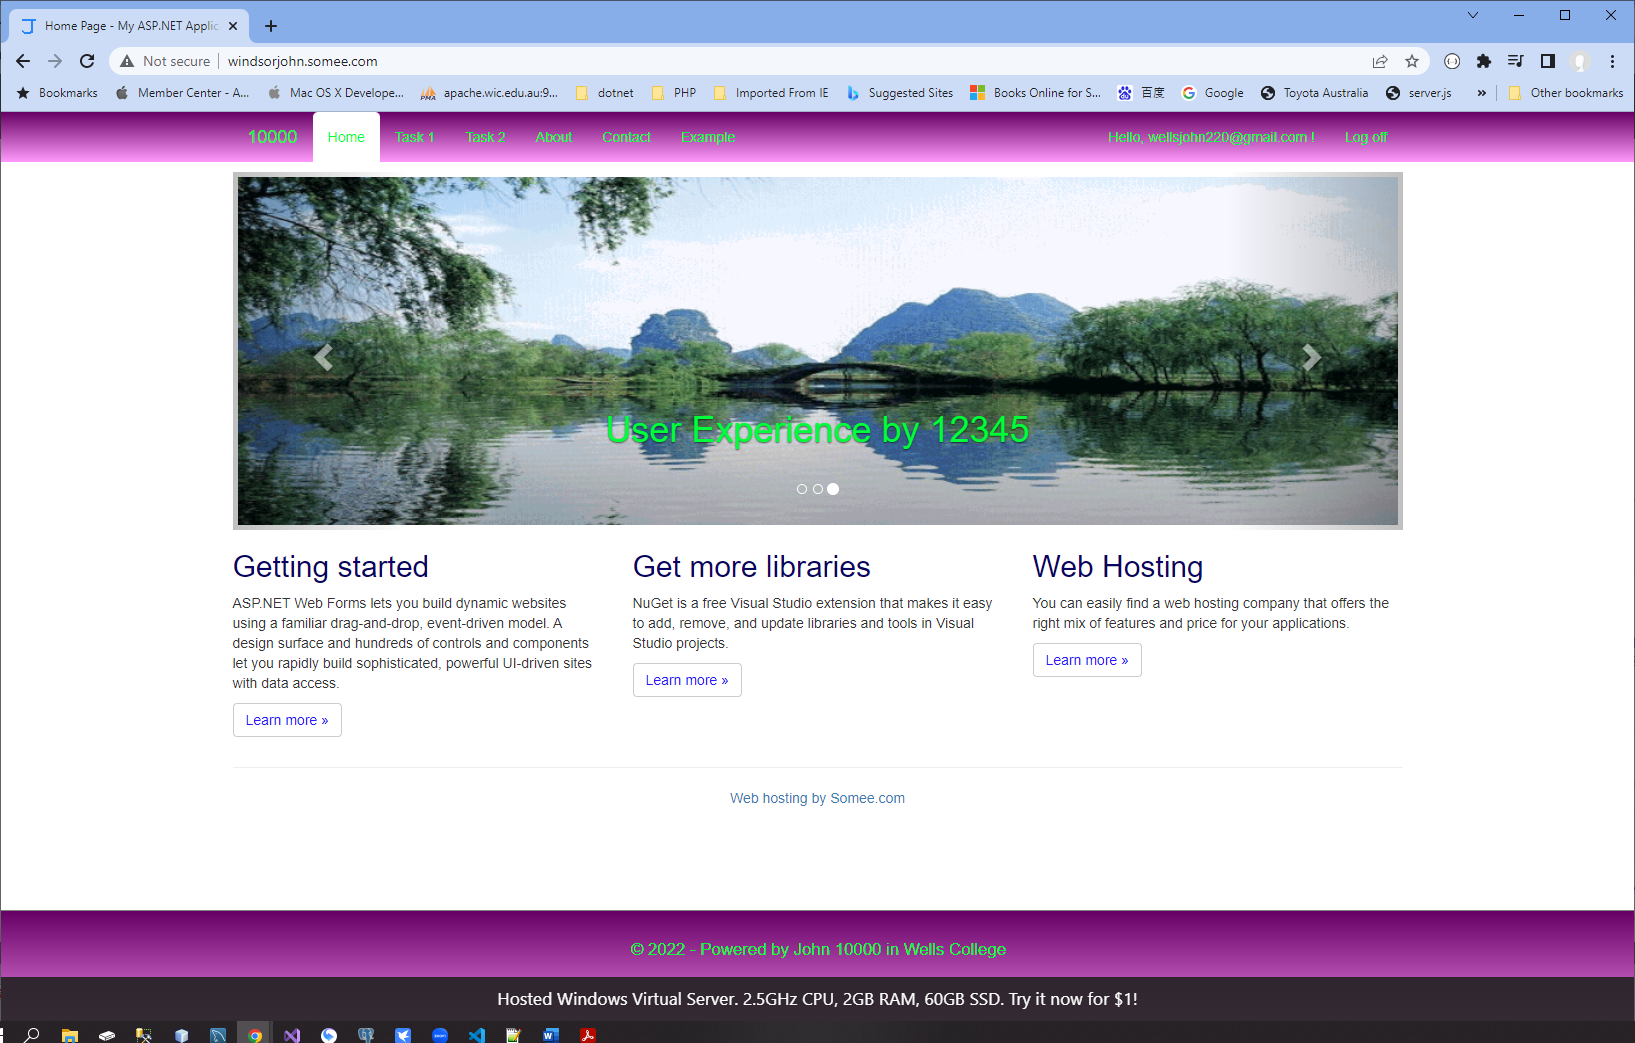 Home Page - My ASP.NET Applic
Not secure
windsorjohn.somee.com
Bookmarks
Member Center - A...
Mac OS X Develope...
apache.wic.edu.au:9...
dotnet
PHP
Imported From IE
Suggested Sites
Books Online for S...
百度
Google
Toyota Australia
server.js
»
Other bookmarks
10000
Home
Task 1
Task 2
About
Contact
Example
Hello, wellsjohn220@gmail.com !
Log off
User Experience by 12345
Getting started
ASP.NET Web Forms lets you build dynamic websites
using a familiar drag-and-drop, event-driven model. A
design surface and hundreds of controls and components
let you rapidly build sophisticated, powerful UI-driven sites
with data access.
Learn more »
Get more libraries
NuGet is a free Visual Studio extension that makes it easy
to add, remove, and update libraries and tools in Visual
Studio projects.
Learn more »
Web Hosting
You can easily find a web hosting company that offers the
right mix of features and price for your applications.
Learn more »
Web hosting by Somee.com
© 2022 - Powered by John 10000 in Wells College
Hosted Windows Virtual Server. 2.5GHz CPU, 2GB RAM, 60GB SSD. Try it now for $1!